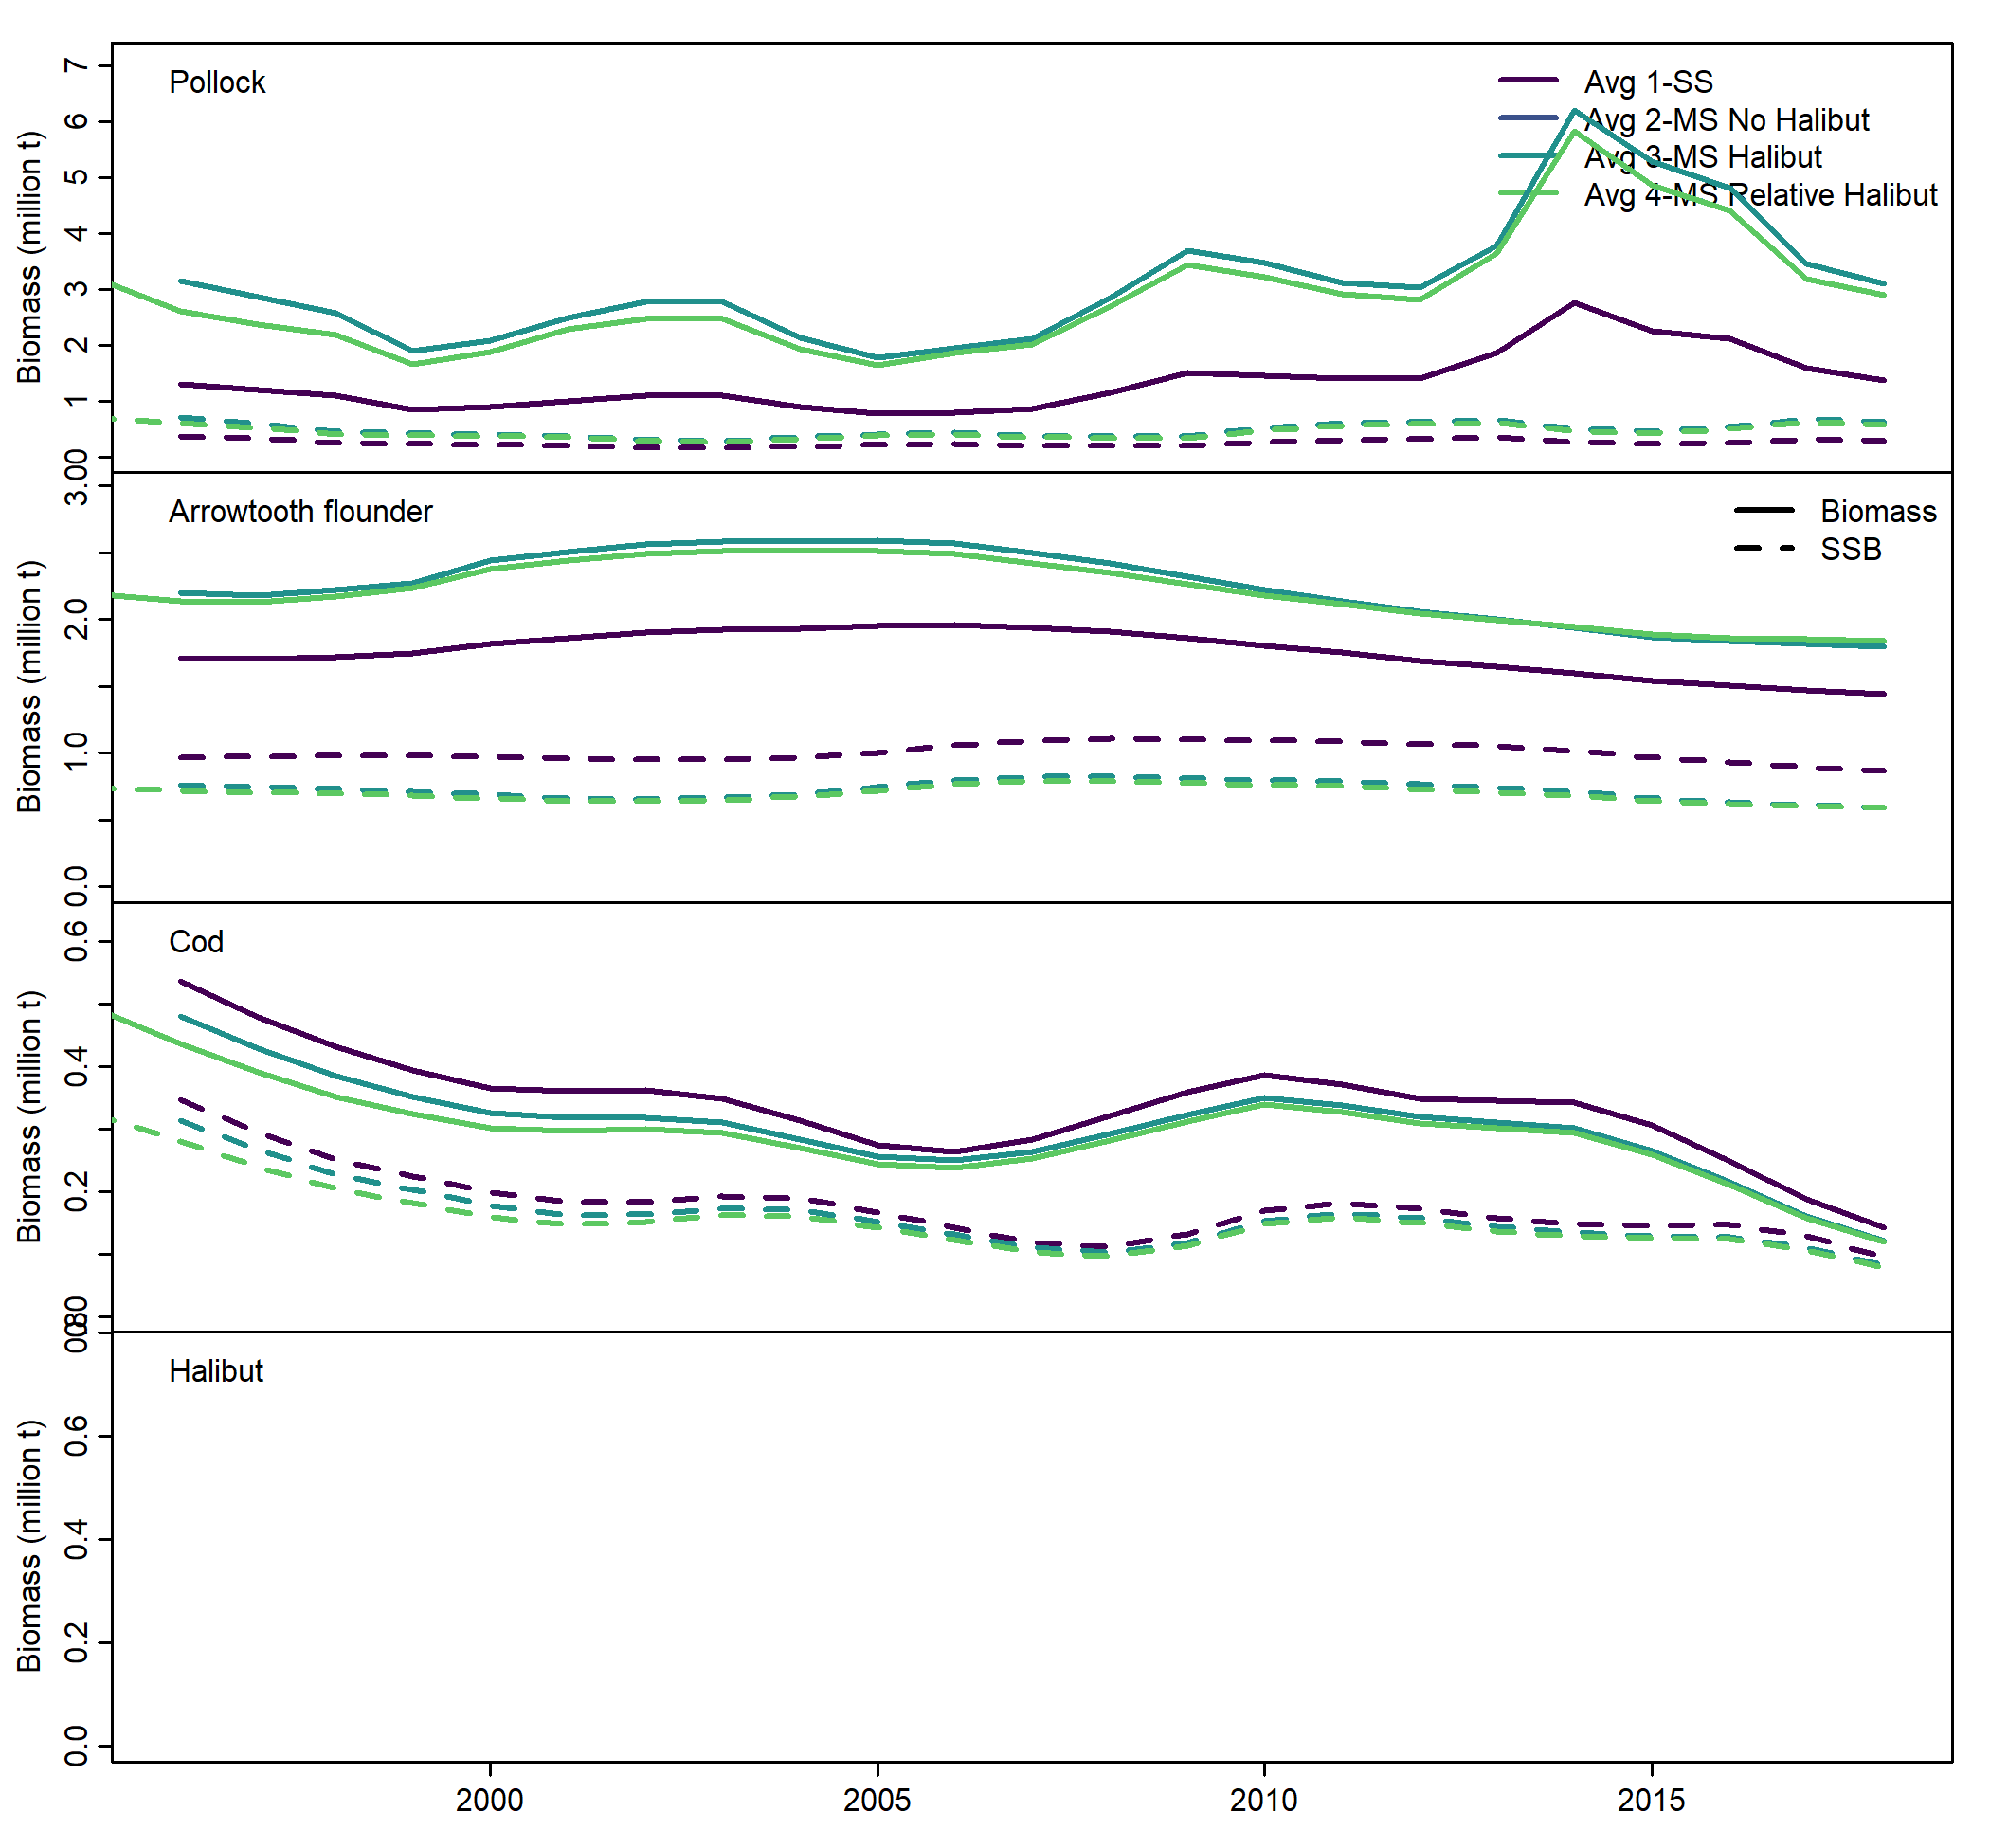 Pollock
Avg 1-SS
Avg 2-MS No Halibut
Avg 3-MS Halibut
Avg 4-MS Relative Halibut
Biomass (million t)
7
6
5
4
3
2
1
0
Arrowtooth flounder
Biomass
SSB
Biomass (million t)
3.0
2.0
1.0
0.0
Cod
Biomass (million t)
0.6
0.4
0.2
0.0
Halibut
Biomass (million t)
0.8
0.6
0.4
0.2
0.0
2000
2005
2010
2015